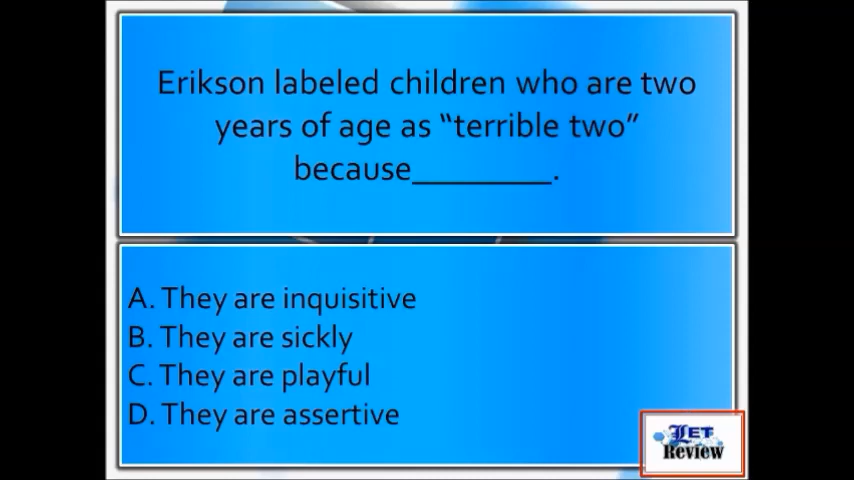 Erikson labeled children who are two
years of age as “terrible two”
because_________.
A. They are inquisitive
B. They are sickly
C. They are playful
D. They are assertive
LET
Review